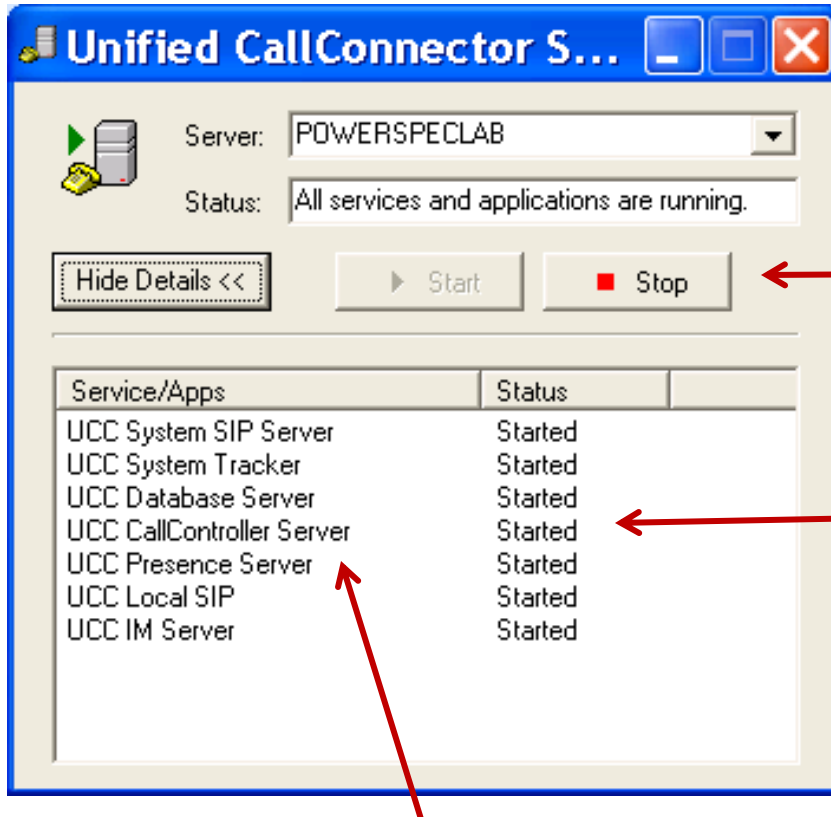 Unified CallConnector S...
Server: POWERSPECLAB
Status: All services and applications are running.
Hide Details << Start Stop
Service/Apps Status
UCC System SIP Server Started
UCC System Tracker Started
UCC Database Server Started
UCC CallController Server Started
UCC Presence Server Started
UCC Local SIP Started
UCC IM Server Started